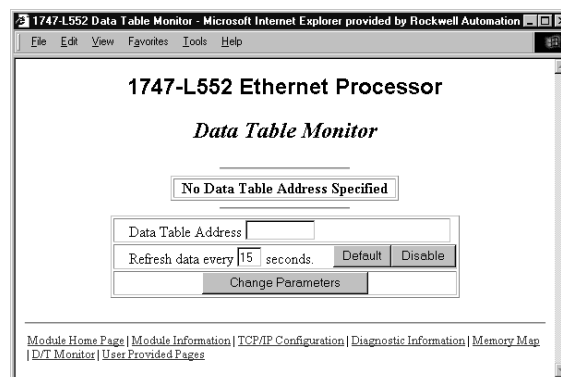 1747-L552 Data Table Monitor - Microsoft Internet Explorer provided by Rockwell Automation
File Edit View Favorites Tools Help
1747-L552 Ethernet Processor
Data Table Monitor
No Data Table Address Specified
Data Table Address
Refresh data every 15 seconds. Default Disable
Change Parameters
Module Home Page | Module Information | TCP/IP Configuration | Diagnostic Information | Memory Map
| D/T Monitor | User Provided Pages